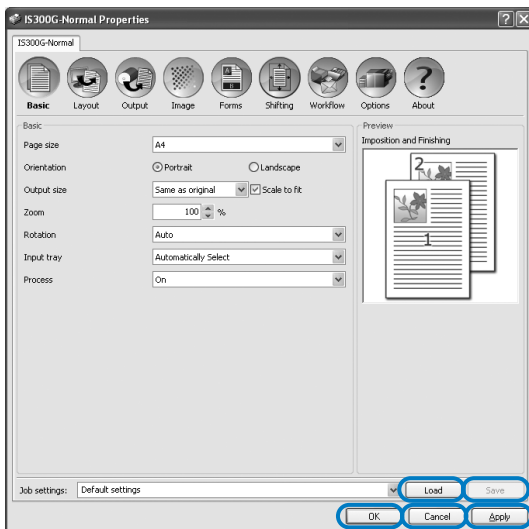 IS300G-Normal Properties
IS300G-Normal
Basic Layout Output Image Forms Shifting Workflow Options About
Basic
Page size A4
Orientation Portrait Landscape
Output size Same as original Scale to fit
Zoom 100 %
Rotation Auto
Input tray Automatically Select
Process On
Preview
Imposition and Finishing
2
1
Job settings: Default settings Load Save
OK Cancel Apply